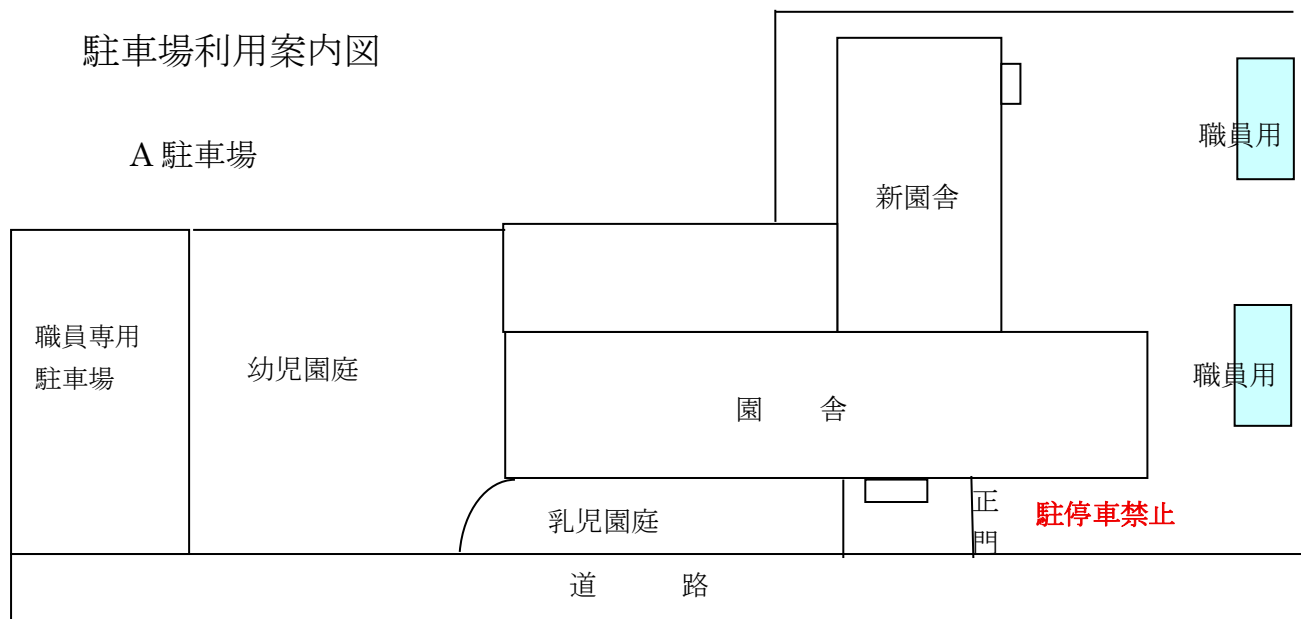 駐車場利用案内図
A 駐車場
職員用
新園舎
職員専用
駐車場
幼児園庭
職員用
園　舎
正
門
駐停車禁止
乳児園庭
道　路